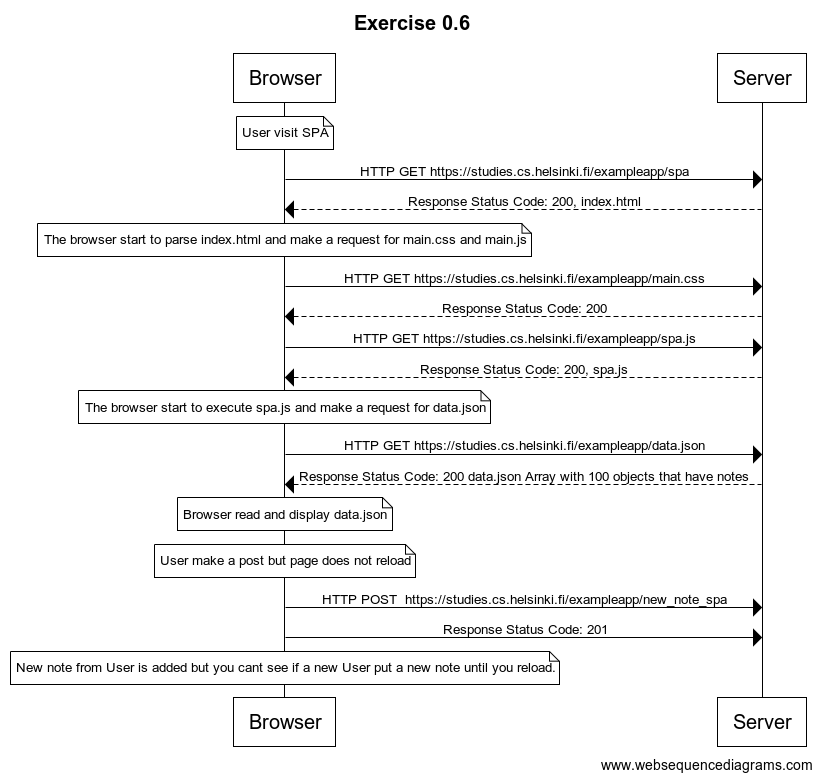 Exercise 0.6
Browser
Server
User visit SPA
HTTP GET https://studies.cs.helsinki.fi/exampleapp/spa
Response Status Code: 200, index.html
The browser start to parse index.html and make a request for main.css and main.js
HTTP GET https://studies.cs.helsinki.fi/exampleapp/main.css
Response Status Code: 200
HTTP GET https://studies.cs.helsinki.fi/exampleapp/spa.js
Response Status Code: 200, spa.js
The browser start to execute spa.js and make a request for data.json
HTTP GET https://studies.cs.helsinki.fi/exampleapp/data.json
Response Status Code: 200 data.json Array with 100 objects that have notes
Browser read and display data.json
User make a post but page does not reload
HTTP POST  https://studies.cs.helsinki.fi/exampleapp/new_note_spa
Response Status Code: 201
New note from User is added but you cant see if a new User put a new note until you reload.
Browser
Server
www.websequencediagrams.com